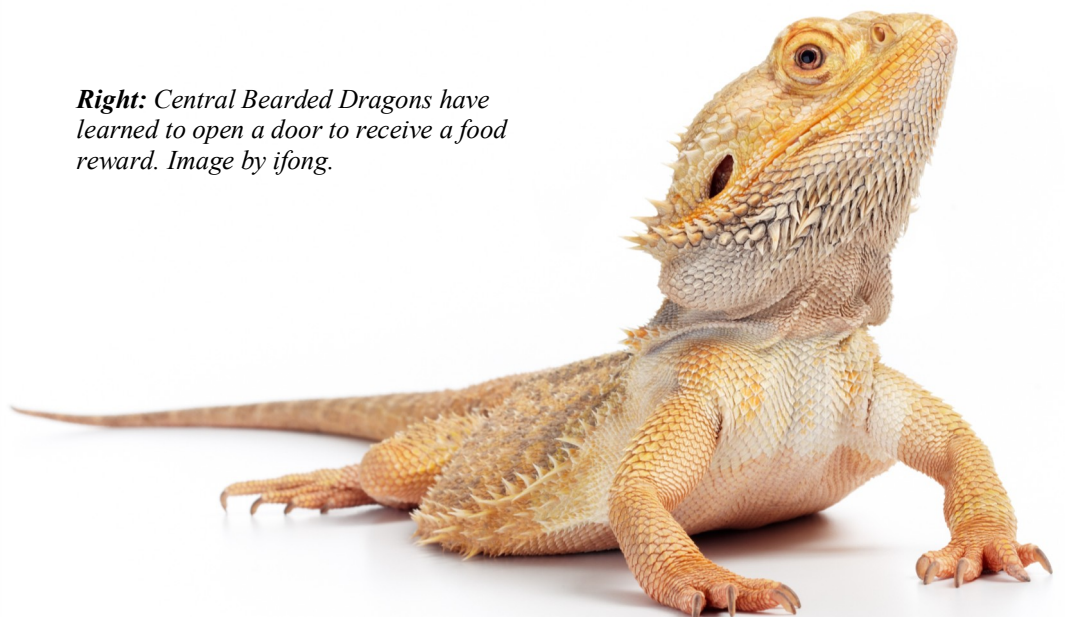 Right: Central Bearded Dragons have
learned to open a door to receive a food
reward. Image by ifong.